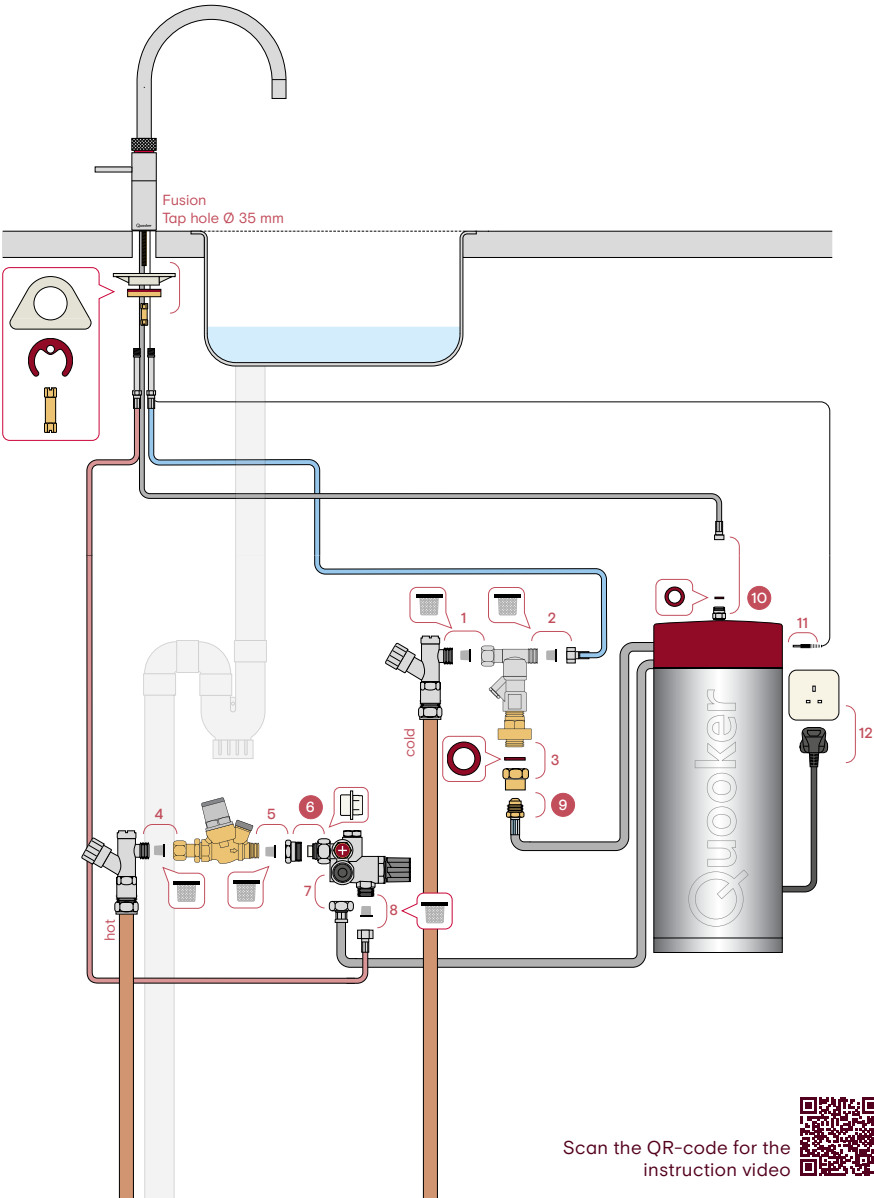 Fusion
Tap hole Ø 35 mm
Quooker
10
1
2
11
12
cold
3
9
Quooker
4
5
6
7
8
hot
Scan the QR-code for the
instruction video